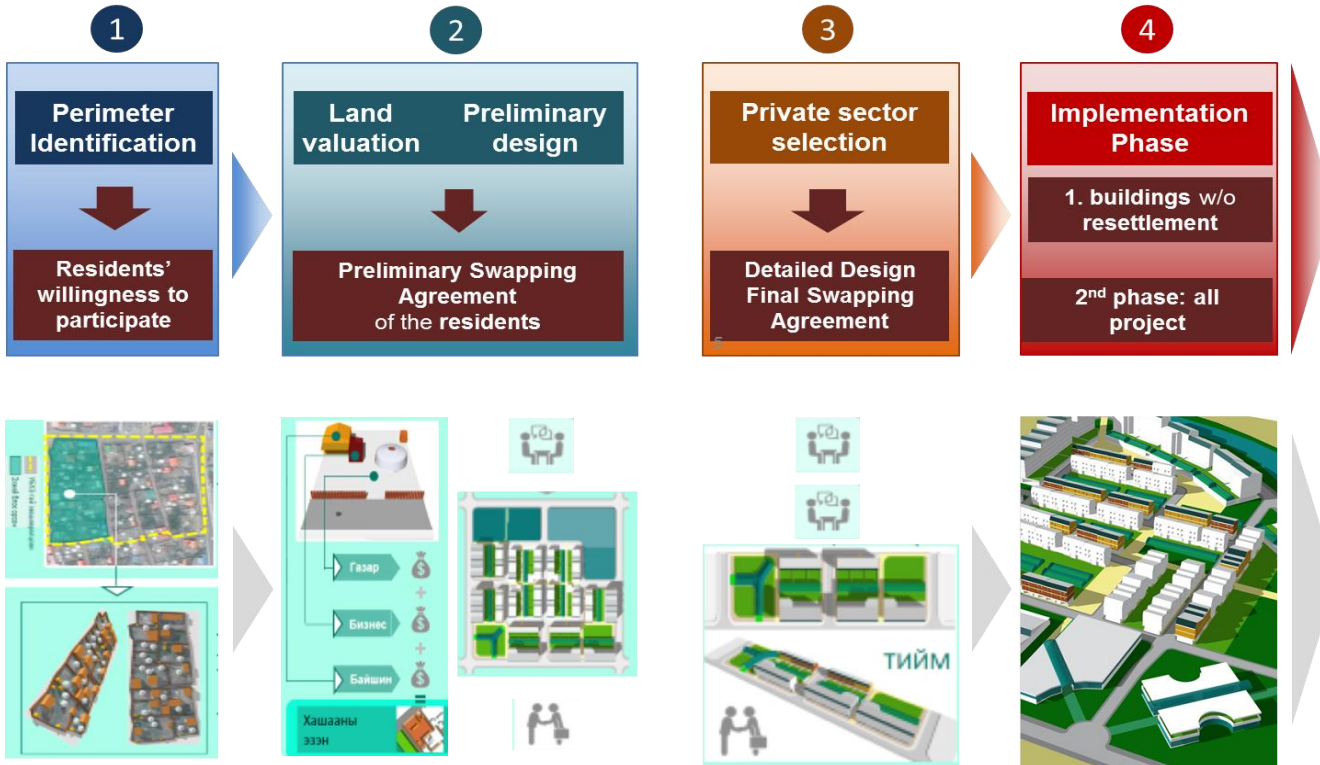 1
Perimeter
Identification
Residents’
willingness to
participate
2
Land
valuation
Preliminary
design
Preliminary Swapping
Agreement
of the residents
3
Private sector
selection
Detailed Design
Final Swapping
Agreement
5
4
Implementation
Phase
1. buildings w/o
resettlement
2nd phase: all
project
Газар
$
+
Бизнес
$
+
Байшин
$
=
Хашааны
эзэн
ТИЙМ